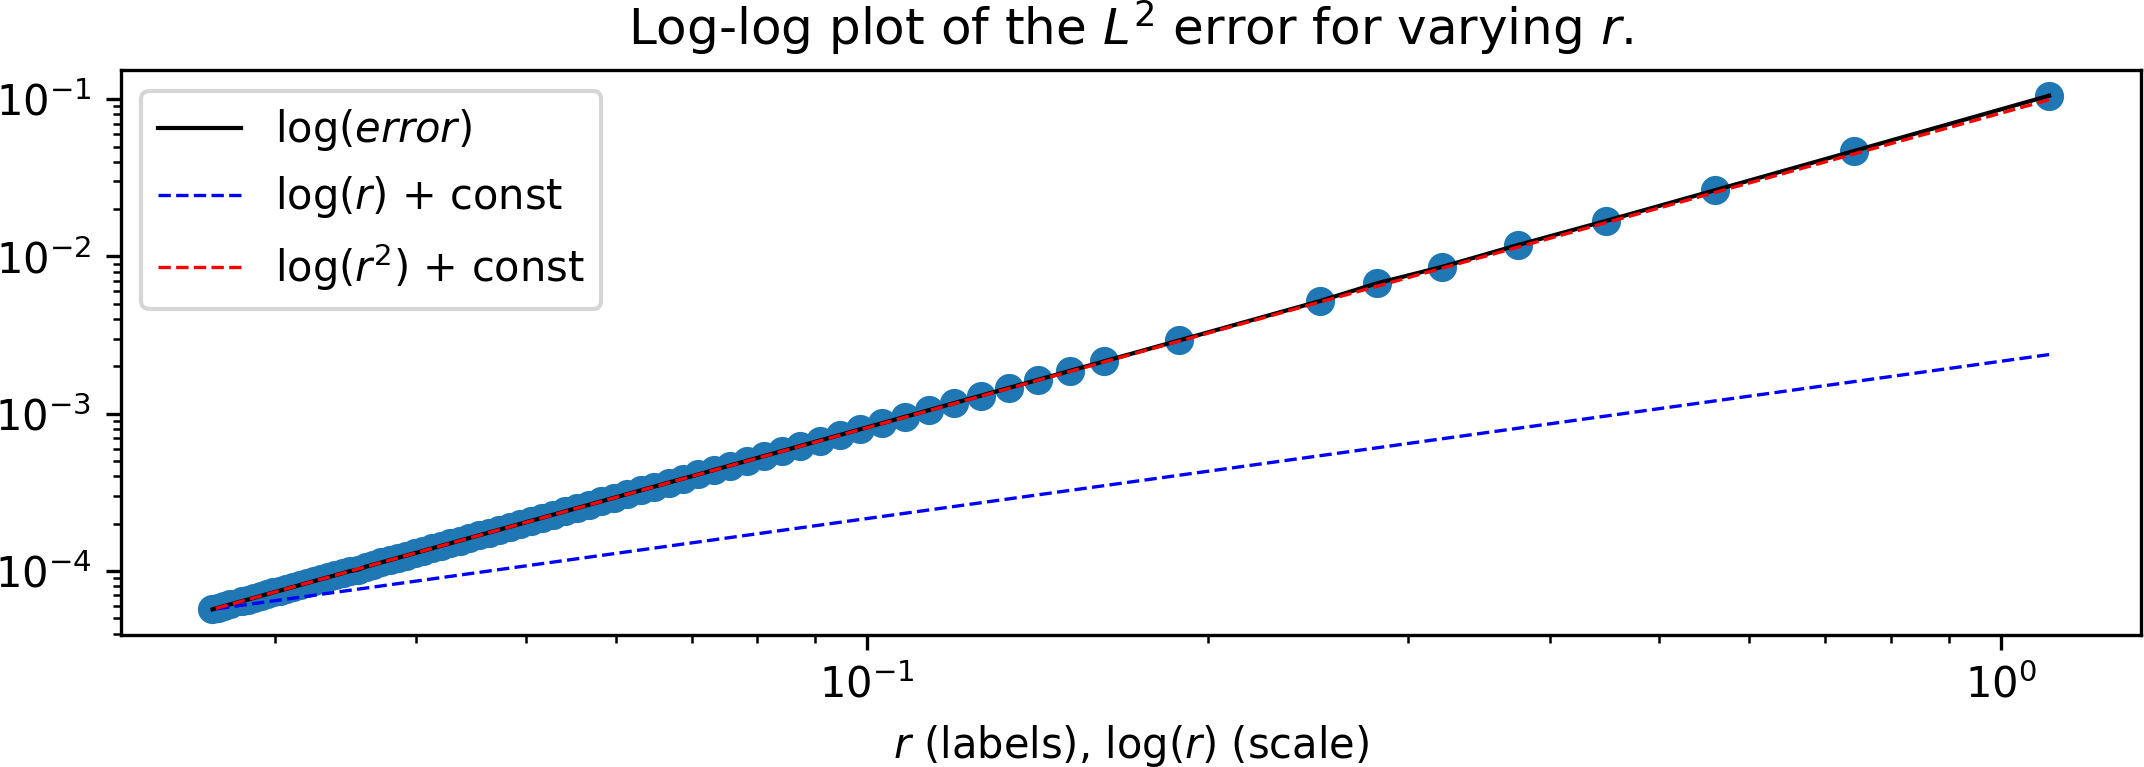 Log-log plot of the $L^2$ error for varying $r$.
10⁻¹
10⁻²
10⁻³
10⁻⁴
log(error)
log(r) + const
log(r²) + const
10⁻¹
10⁰
r (labels), log(r) (scale)